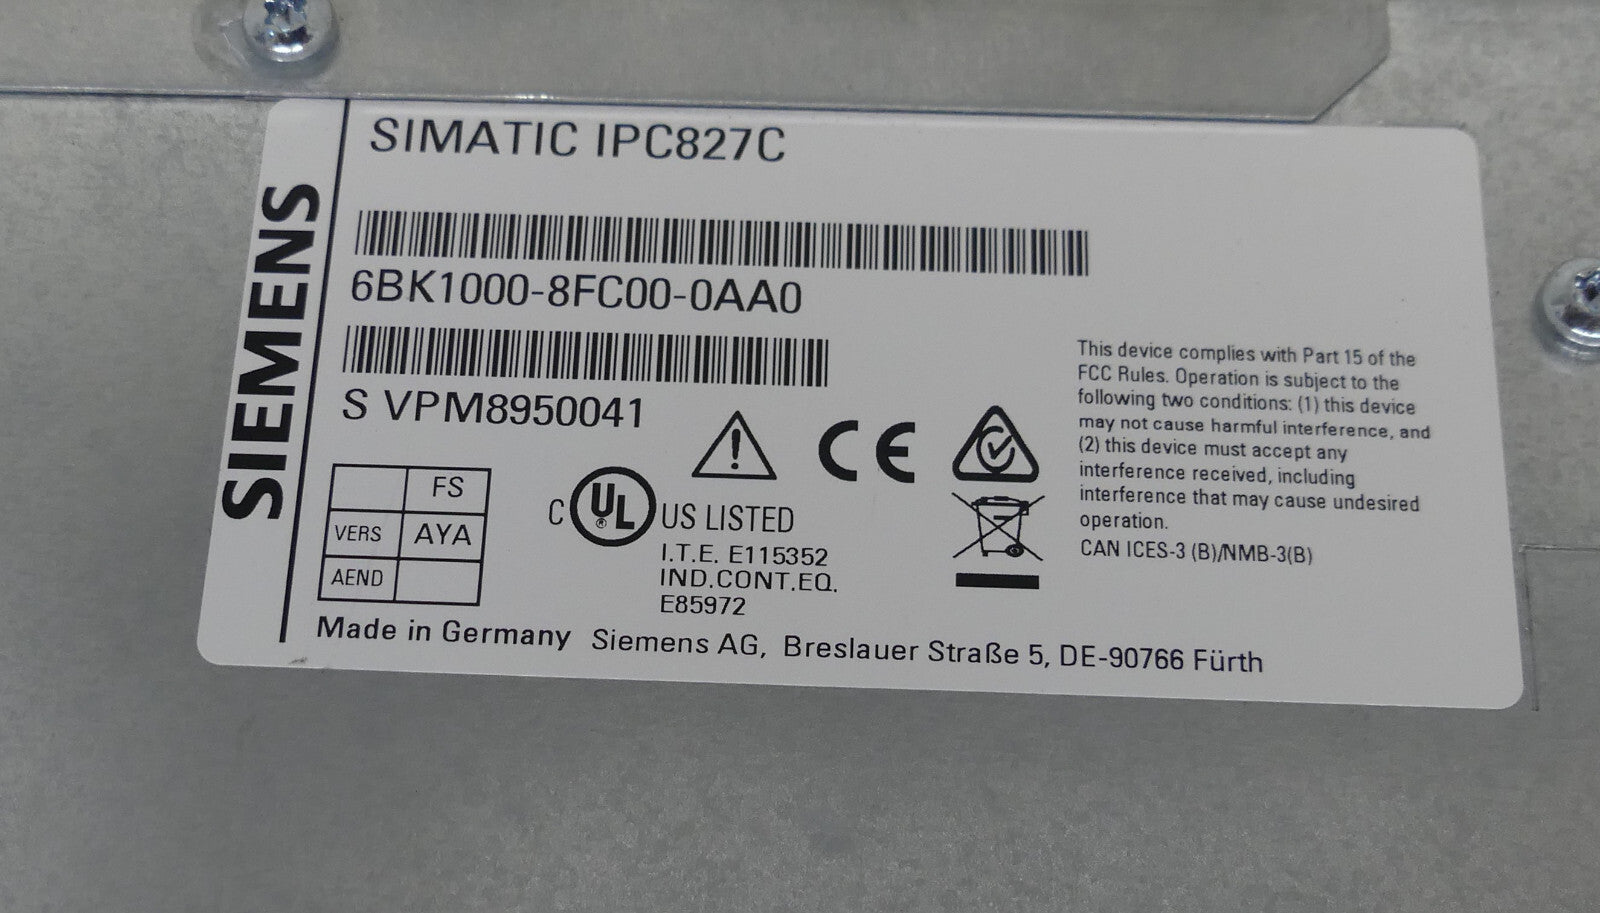 SIEMENS
SIMATIC IPC827C
6BK1000-8FC00-0AA0
S VPM8950041
FS
VERS AYA
AEND
C UL ® US LISTED
I.T.E. E115352
IND.CONT.EQ.
E85972
CE
This device complies with Part 15 of the
FCC Rules. Operation is subject to the
following two conditions: (1) this device
may not cause harmful interference, and
(2) this device must accept any
interference received, including
interference that may cause undesired
operation.
CAN ICES-3 (B)/NMB-3(B)
Made in Germany Siemens AG, Breslauer Straße 5, DE-90766 Fürth